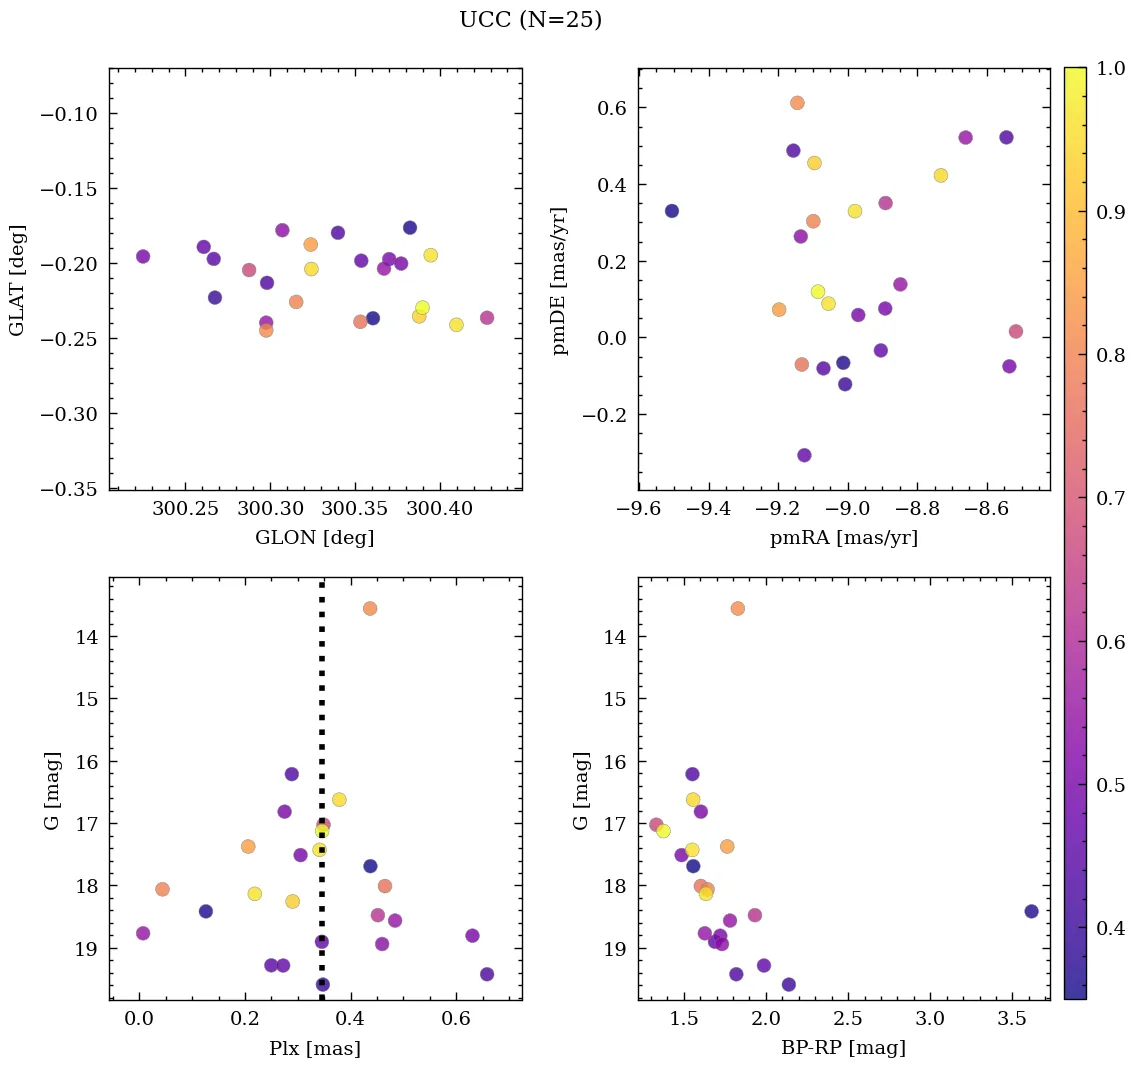 UCC (N=25)
−0.10
−0.15
−0.20
−0.25
−0.30
−0.35
GLAT [deg]
300.25 300.30 300.35 300.40
GLON [deg]
0.6
0.4
0.2
0.0
−0.2
pmDE [mas/yr]
−9.6 −9.4 −9.2 −9.0 −8.8 −8.6
pmRA [mas/yr]
14
15
16
17
18
19
G [mag]
0.0 0.2 0.4 0.6
Plx [mas]
14
15
16
17
18
19
G [mag]
1.5 2.0 2.5 3.0 3.5
BP-RP [mag]
1.0
0.9
0.8
0.7
0.6
0.5
0.4